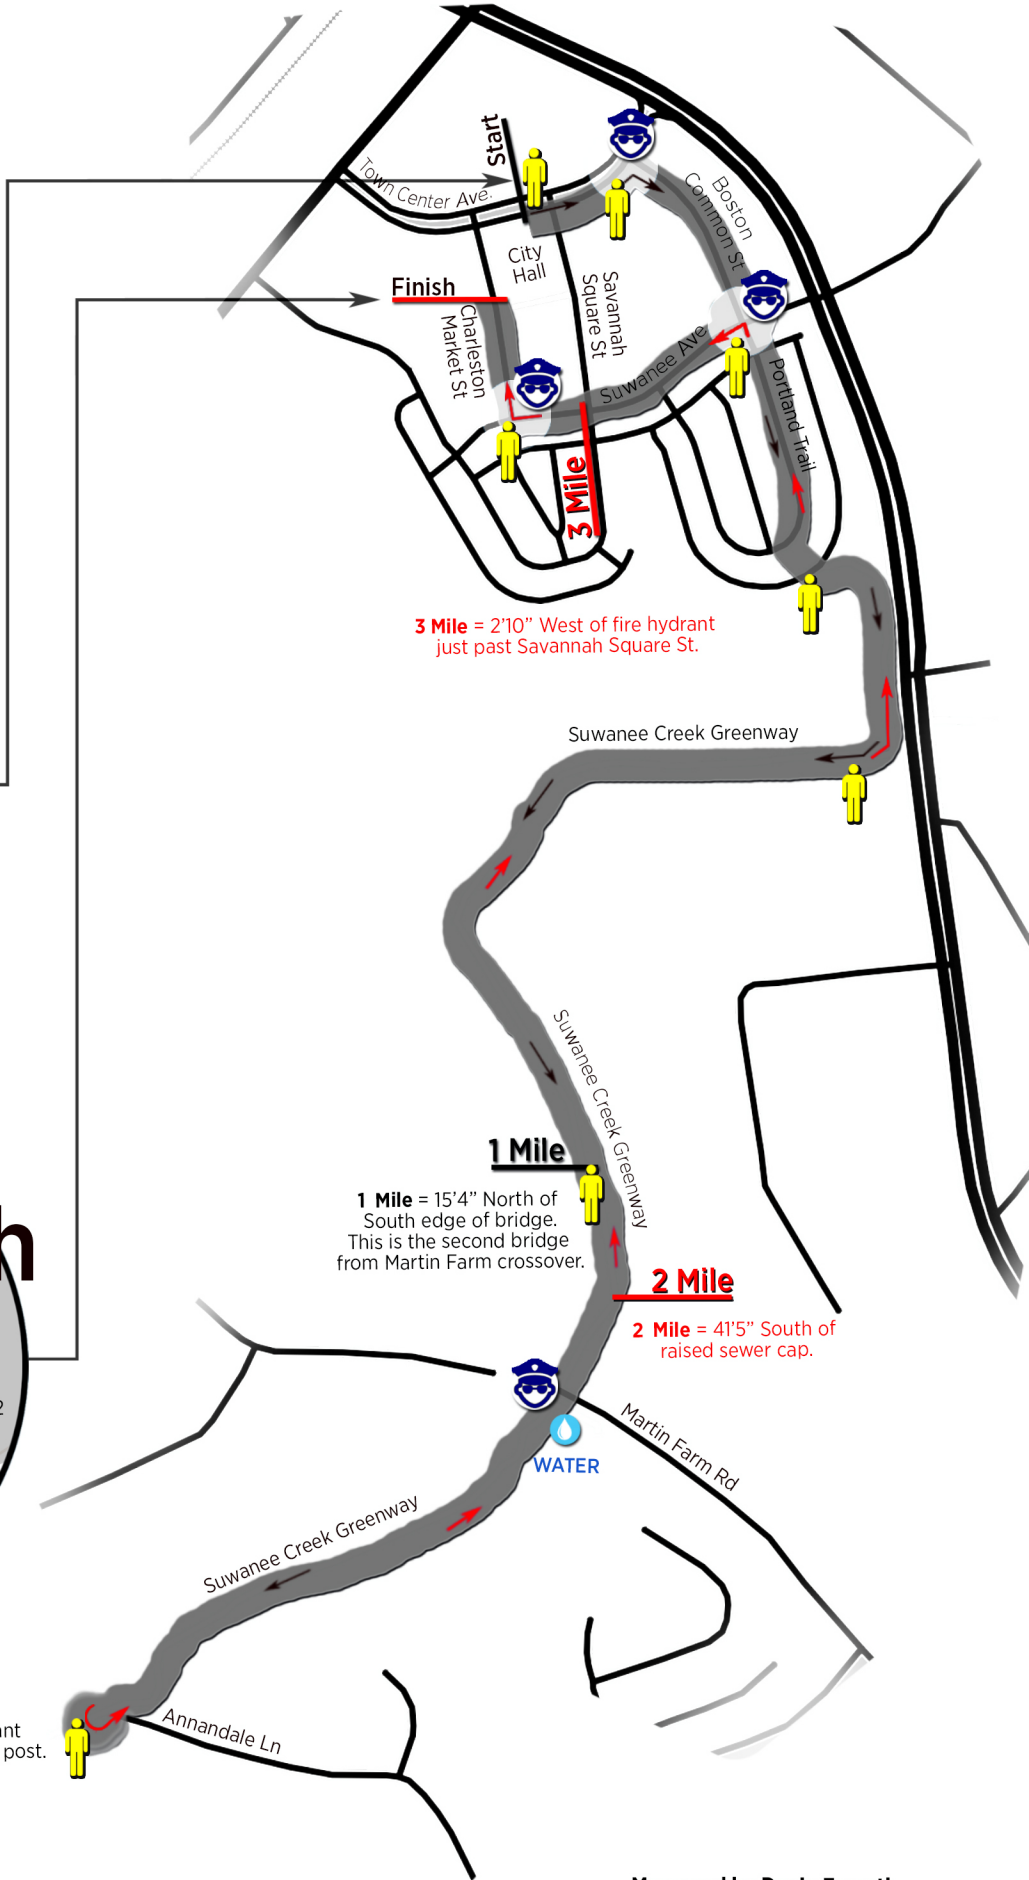 Start
Town Center Ave.
Boston
Common St
City
Hall
Finish
Savannah
Square St
Charleston
Market St
Suwanee Ave
Portland Trail
3 Mile
3 Mile = 2'10” West of fire hydrant
just past Savannah Square St.
Suwanee Creek Greenway
Suwanee Creek Greenway
1 Mile
1 Mile = 15'4” North of
South edge of bridge.
This is the second bridge
from Martin Farm crossover.
h
2 Mile
2 Mile = 41'5” South of
raised sewer cap.
2
Martin Farm Rd
WATER
Suwanee Creek Greenway
Annandale Ln
post.